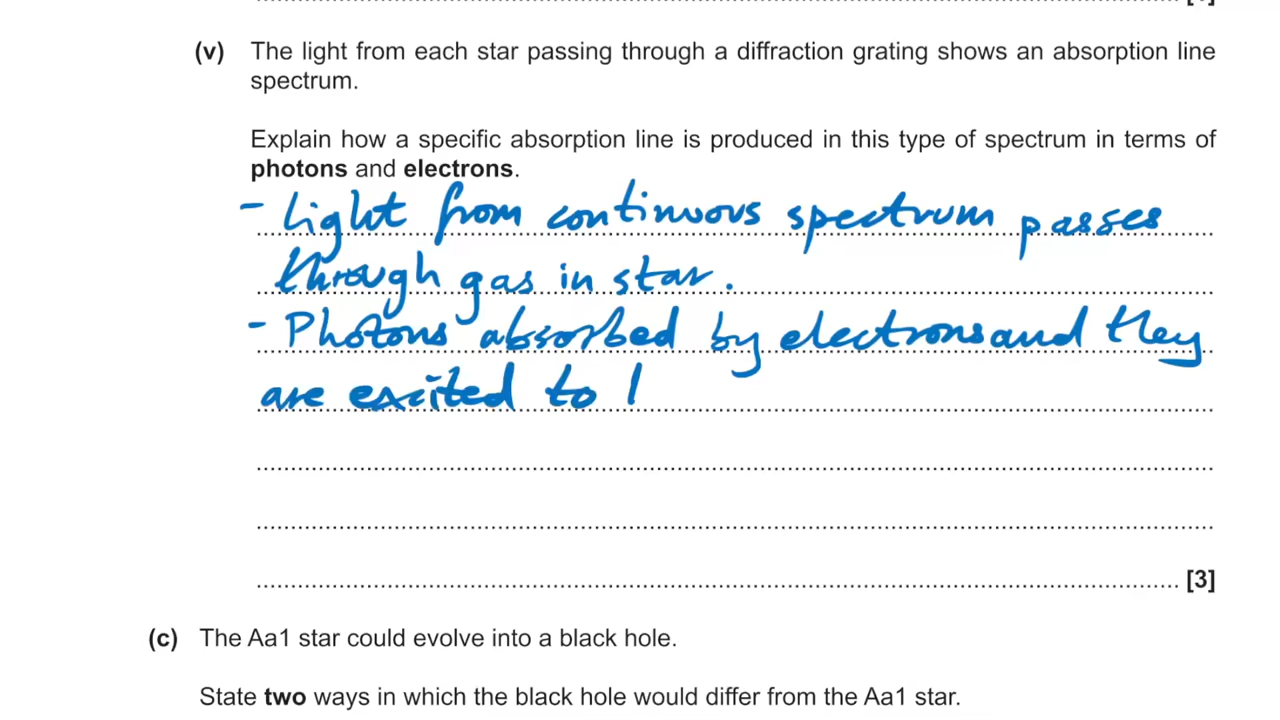 (v) The light from each star passing through a diffraction grating shows an absorption line
spectrum.
Explain how a specific absorption line is produced in this type of spectrum in terms of
photons and electrons.
- Light from continuous spectrum passes
through gas in star.
- Photons absorbed by electrons and they
are excited to
[3]
(c) The Aa1 star could evolve into a black hole.
State two ways in which the black hole would differ from the Aa1 star.